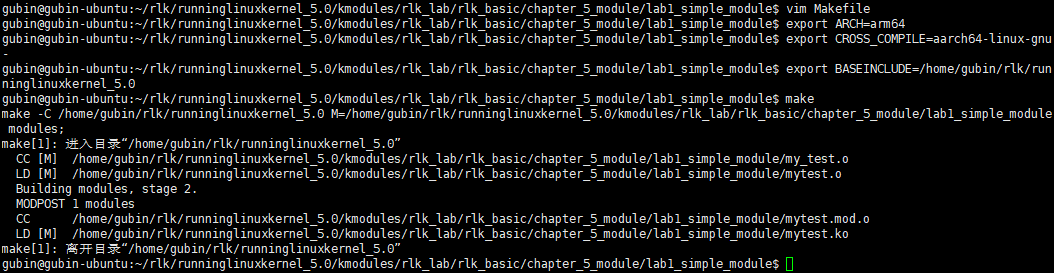 gubin@gubin-ubuntu:~/rlk/runninglinuxkernel_5.0/kmodules/rlk_lab/rlk_basic/chapter_5_module/lab1_simple_module$ vim Makefile
gubin@gubin-ubuntu:~/rlk/runninglinuxkernel_5.0/kmodules/rlk_lab/rlk_basic/chapter_5_module/lab1_simple_module$ export ARCH=arm64
gubin@gubin-ubuntu:~/rlk/runninglinuxkernel_5.0/kmodules/rlk_lab/rlk_basic/chapter_5_module/lab1_simple_module$ export CROSS_COMPILE=aarch64-linux-gnu
-
gubin@gubin-ubuntu:~/rlk/runninglinuxkernel_5.0/kmodules/rlk_lab/rlk_basic/chapter_5_module/lab1_simple_module$ export BASEINCLUDE=/home/gubin/rlk/run
ninglinuxkernel_5.0
gubin@gubin-ubuntu:~/rlk/runninglinuxkernel_5.0/kmodules/rlk_lab/rlk_basic/chapter_5_module/lab1_simple_module$ make
make -C /home/gubin/rlk/runninglinuxkernel_5.0 M=/home/gubin/rlk/runninglinuxkernel_5.0/kmodules/rlk_lab/rlk_basic/chapter_5_module/lab1_simple_module
 modules;
make[1]: 进入目录“/home/gubin/rlk/runninglinuxkernel_5.0”
  CC [M]  /home/gubin/rlk/runninglinuxkernel_5.0/kmodules/rlk_lab/rlk_basic/chapter_5_module/lab1_simple_module/my_test.o
  LD [M]  /home/gubin/rlk/runninglinuxkernel_5.0/kmodules/rlk_lab/rlk_basic/chapter_5_module/lab1_simple_module/mytest.o
  Building modules, stage 2.
  MODPOST 1 modules
  CC      /home/gubin/rlk/runninglinuxkernel_5.0/kmodules/rlk_lab/rlk_basic/chapter_5_module/lab1_simple_module/mytest.mod.o
  LD [M]  /home/gubin/rlk/runninglinuxkernel_5.0/kmodules/rlk_lab/rlk_basic/chapter_5_module/lab1_simple_module/mytest.ko
make[1]: 离开目录“/home/gubin/rlk/runninglinuxkernel_5.0”
gubin@gubin-ubuntu:~/rlk/runninglinuxkernel_5.0/kmodules/rlk_lab/rlk_basic/chapter_5_module/lab1_simple_module$